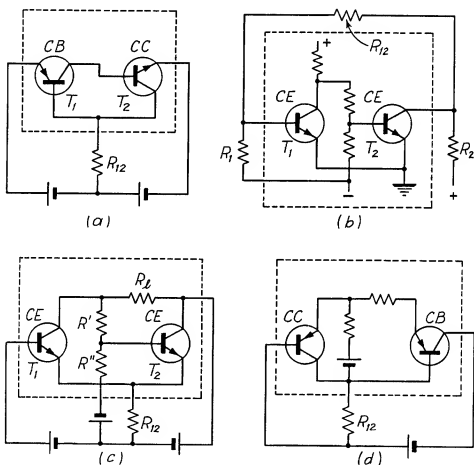 CB CC
T₁ T₂
R₁₂
(a)
R₁₂
+
CE CE
T₁ T₂
R₁ R₂
− +
(b)
Rℓ
CE R' CE
T₁ R" T₂
R₁₂
(c)
CC CB
R₁₂
(d)